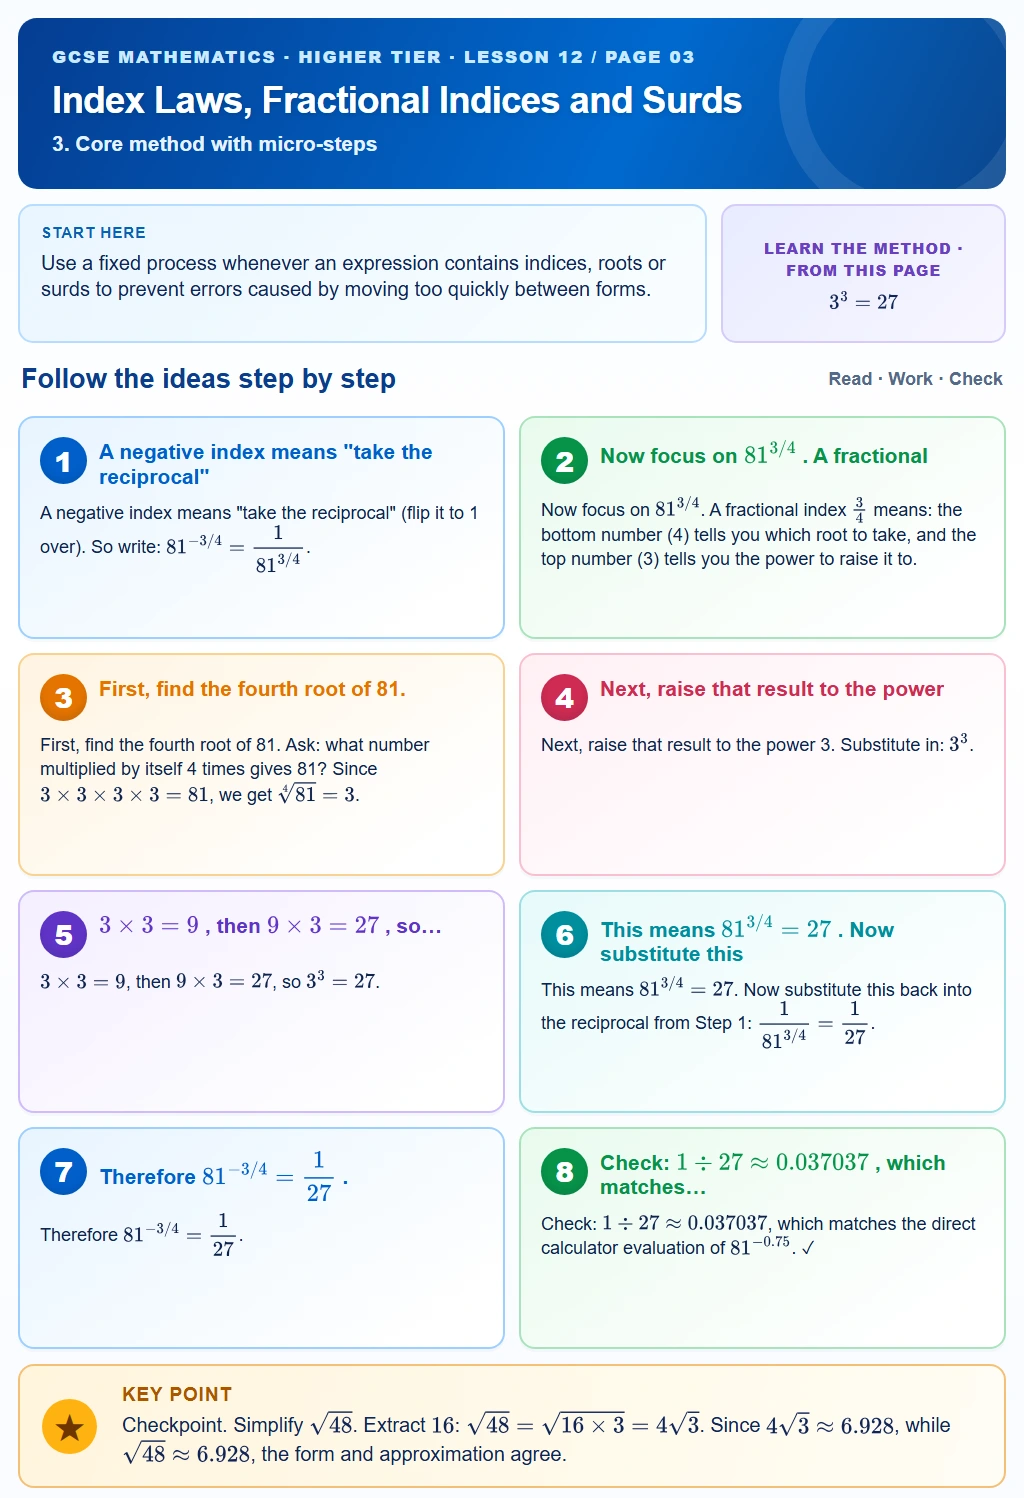 GCSE MATHEMATICS · HIGHER TIER · LESSON 12 / PAGE 03
Index Laws, Fractional Indices and Surds
3. Core method with micro-steps
START HERE
Use a fixed process whenever an expression contains indices, roots or
surds to prevent errors caused by moving too quickly between forms.
LEARN THE METHOD ·
FROM THIS PAGE
3³ = 27
Follow the ideas step by step
Read · Work · Check
1
A negative index means "take the
reciprocal"
A negative index means "take the reciprocal" (flip it to 1
over). So write: 81^{-3/4} = \frac{1}{81^{3/4}}.
2
Now focus on 81^{3/4} . A fractional
Now focus on 81^{3/4}. A fractional index \frac{3}{4} means: the
bottom number (4) tells you which root to take, and the
top number (3) tells you the power to raise it to.
3
First, find the fourth root of 81.
First, find the fourth root of 81. Ask: what number
multiplied by itself 4 times gives 81? Since
3 × 3 × 3 × 3 = 81, we get \sqrt[4]{81} = 3.
4
Next, raise that result to the power
Next, raise that result to the power 3. Substitute in: 3³.
5
3 × 3 = 9 , then 9 × 3 = 27 , so...
3 × 3 = 9, then 9 × 3 = 27, so 3³ = 27.
6
This means 81^{3/4} = 27 . Now
substitute this
This means 81^{3/4} = 27. Now substitute this back into
the reciprocal from Step 1: \frac{1}{81^{3/4}} = \frac{1}{27}.
7
Therefore 81^{-3/4} = \frac{1}{27} .
Therefore 81^{-3/4} = \frac{1}{27}.
8
Check: 1 ÷ 27 ≈ 0.037037 , which
matches...
Check: 1 ÷ 27 ≈ 0.037037, which matches the direct
calculator evaluation of 81^{-0.75}. ✓
KEY POINT
Checkpoint. Simplify √48. Extract 16: √48 = √(16 × 3) = 4√3. Since 4√3 ≈ 6.928, while
√48 ≈ 6.928, the form and approximation agree.